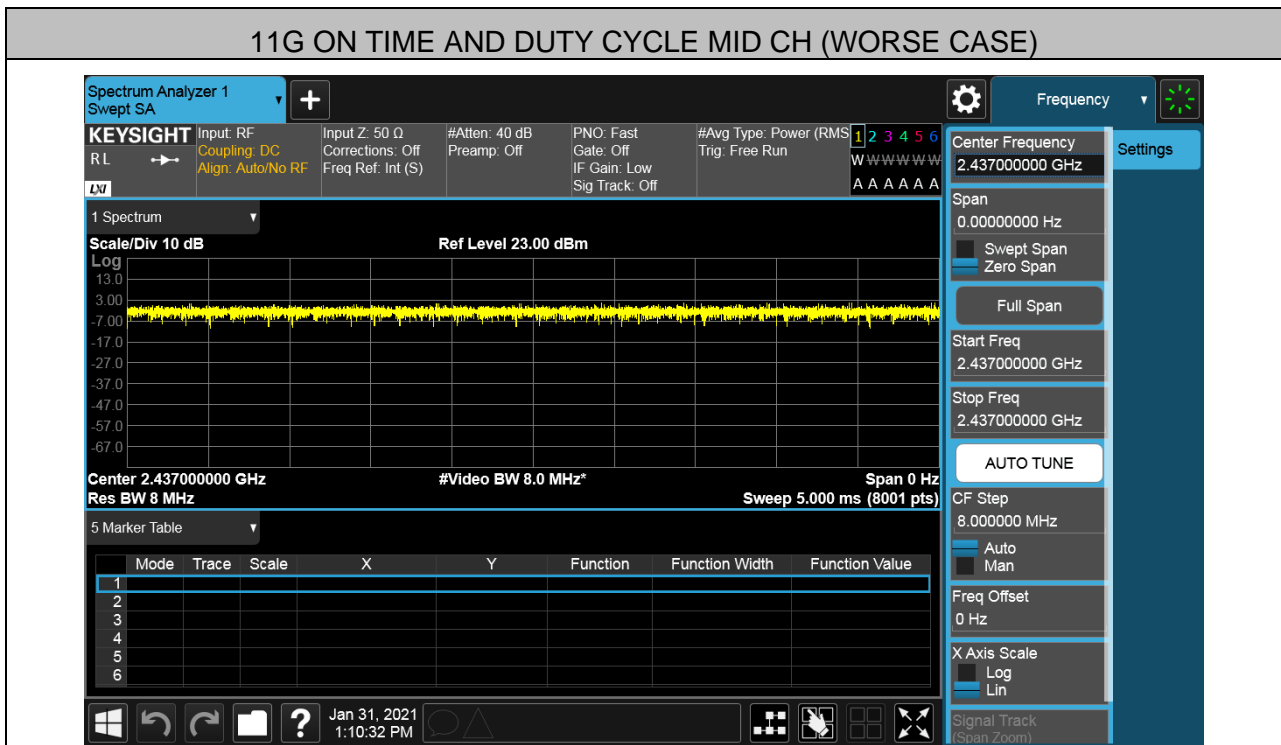 11G ON TIME AND DUTY CYCLE MID CH (WORSE CASE)
Spectrum Analyzer 1
Swept SA
Frequency
KEYSIGHT
RL
LXI
Input: RF
Coupling: DC
Align: Auto/No RF
Input Z: 50 Ω
Corrections: Off
Freq Ref: Int (S)
#Atten: 40 dB
Preamp: Off
PNO: Fast
Gate: Off
IF Gain: Low
Sig Track: Off
#Avg Type: Power (RMS
Trig: Free Run
1 2 3 4 5 6
W W W W W W
A A A A A A
1 Spectrum
Scale/Div 10 dB
Ref Level 23.00 dBm
Log
13.0
3.00
-7.00
-17.0
-27.0
-37.0
-47.0
-57.0
-67.0
Center 2.437000000 GHz
#Video BW 8.0 MHz*
Span 0 Hz
Res BW 8 MHz
Sweep 5.000 ms (8001 pts)
5 Marker Table
Mode Trace Scale X Y Function Function Width Function Value
1
2
3
4
5
6
Jan 31, 2021
1:10:32 PM
Center Frequency
2.437000000 GHz
Settings
Span
0.00000000 Hz
Swept Span
Zero Span
Full Span
Start Freq
2.437000000 GHz
Stop Freq
2.437000000 GHz
AUTO TUNE
CF Step
8.000000 MHz
Auto
Man
Freq Offset
0 Hz
X Axis Scale
Log
Lin
Signal Track
(Span Zoom)